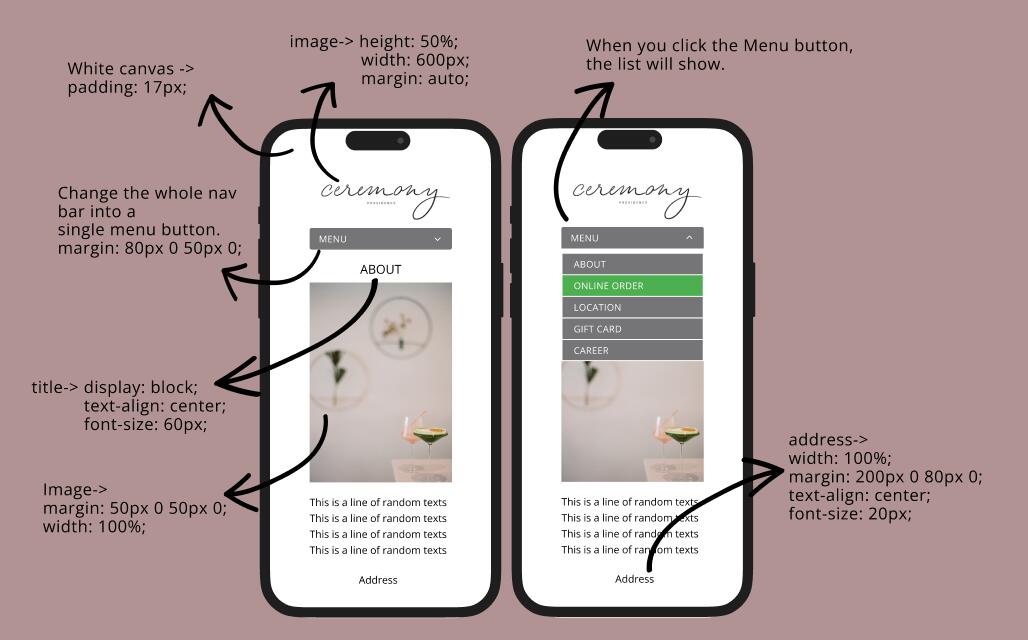 image-> height: 50%;
width: 600px;
margin: auto;
When you click the Menu button,
the list will show.
White canvas ->
padding: 17px;
Change the whole nav
bar into a
single menu button.
margin: 80px 0 50px 0;
title-> display: block;
text-align: center;
font-size: 60px;
Image->
margin: 50px 0 50px 0;
width: 100%;
ceremony
PROVIDENCE
MENU
ABOUT
This is a line of random texts
This is a line of random texts
This is a line of random texts
This is a line of random texts
Address
ceremony
PROVIDENCE
MENU
ABOUT
ONLINE ORDER
LOCATION
GIFT CARD
CAREER
This is a line of random texts
This is a line of random texts
This is a line of random texts
This is a line of random texts
Address
address->
width: 100%;
margin: 200px 0 80px 0;
text-align: center;
font-size: 20px;